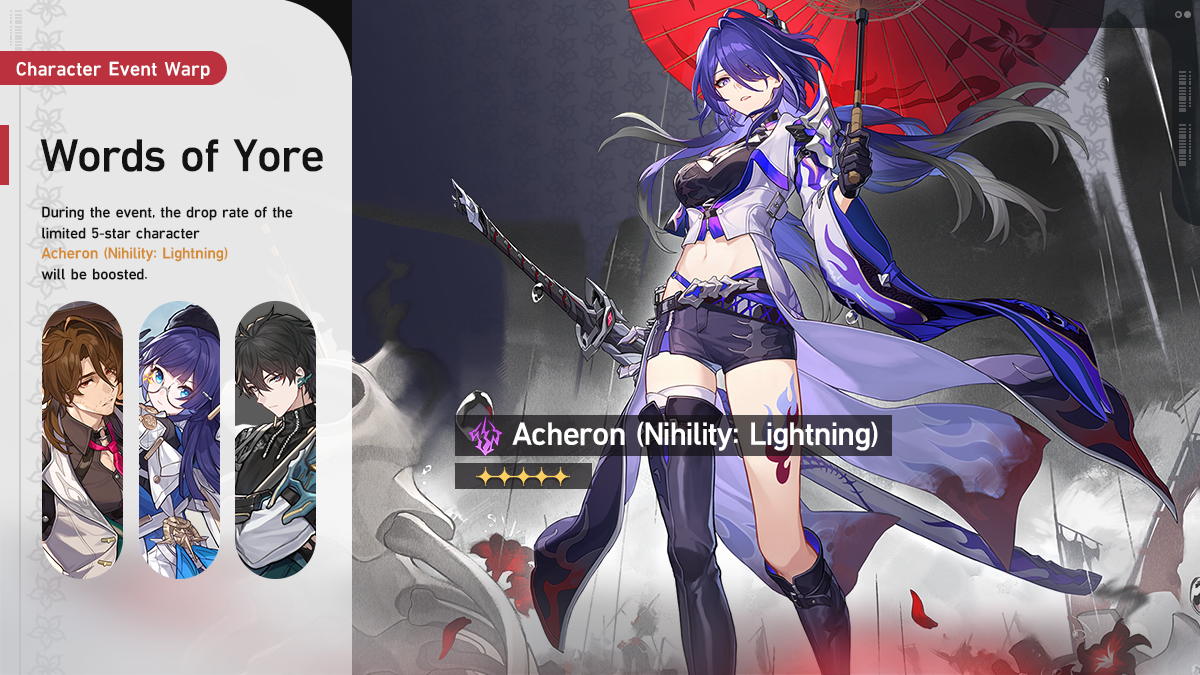 Character Event Warp
Words of Yore
During the event, the drop rate of the
limited 5-star character
Acheron (Nihility: Lightning)
will be boosted.
Acheron (Nihility: Lightning)